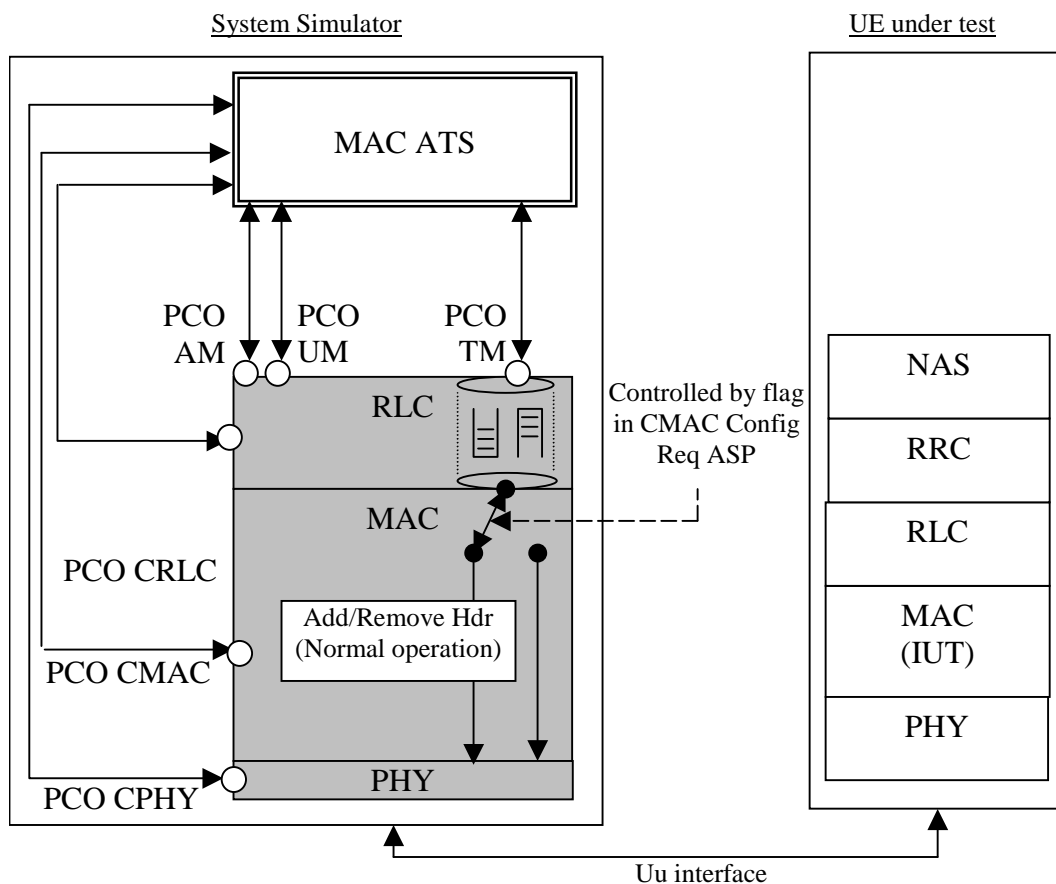 System Simulator
UE under test
MAC ATS
PCO
AM
PCO
UM
PCO
TM
RLC
Controlled by flag
in CMAC Config
Req ASP
MAC
PCO CRLC
Add/Remove Hdr
(Normal operation)
PCO CMAC
PHY
PCO CPHY
NAS
RRC
RLC
MAC
(IUT)
PHY
Uu interface